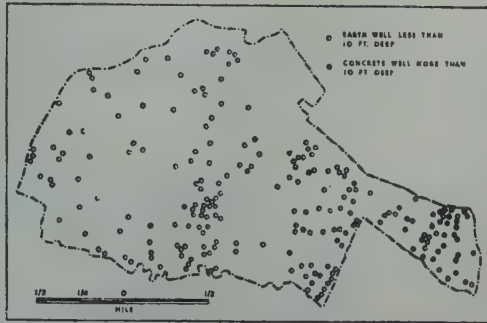 EARTH WELL LESS THAN
10 FT. DEEP
CONCRETE WELL MORE THAN
10 FT DEEP
1/2 1/4 0 1/2
MILE